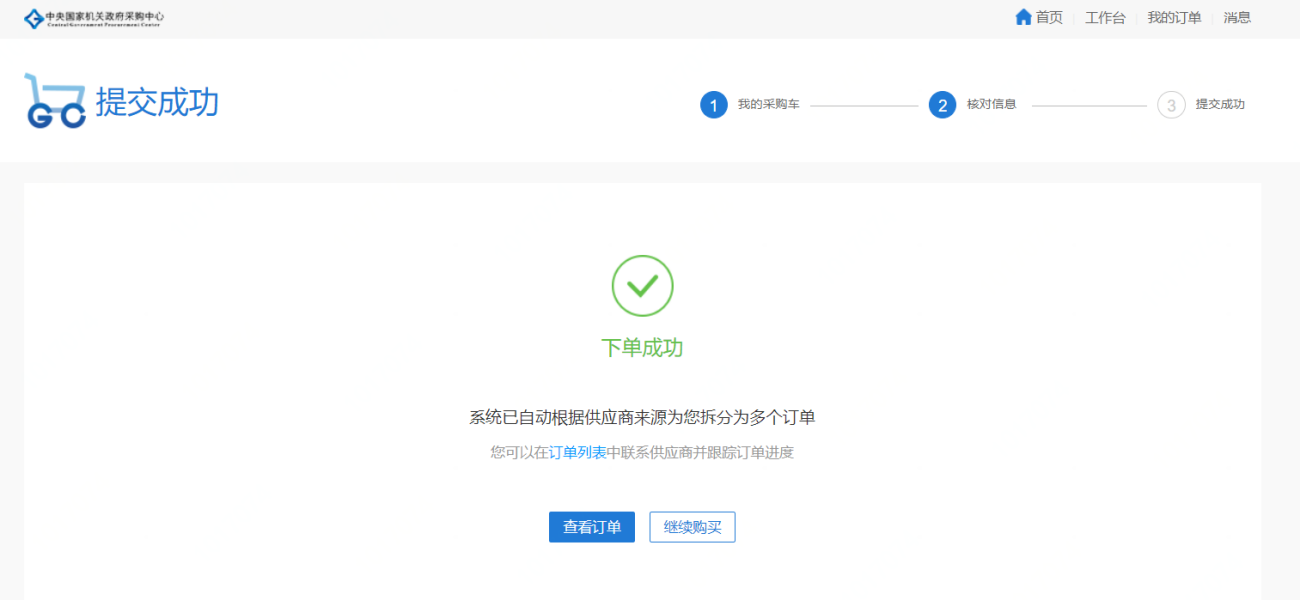 中央国家机关政府采购中心
Central Government Procurement Center
首页 工作台 我的订单 消息
GC 提交成功
1 我的采购车 2 核对信息 3 提交成功
下单成功
系统已自动根据供应商来源为您拆分为多个订单
您可以在订单列表中联系供应商并跟踪订单进度
查看订单 继续购买